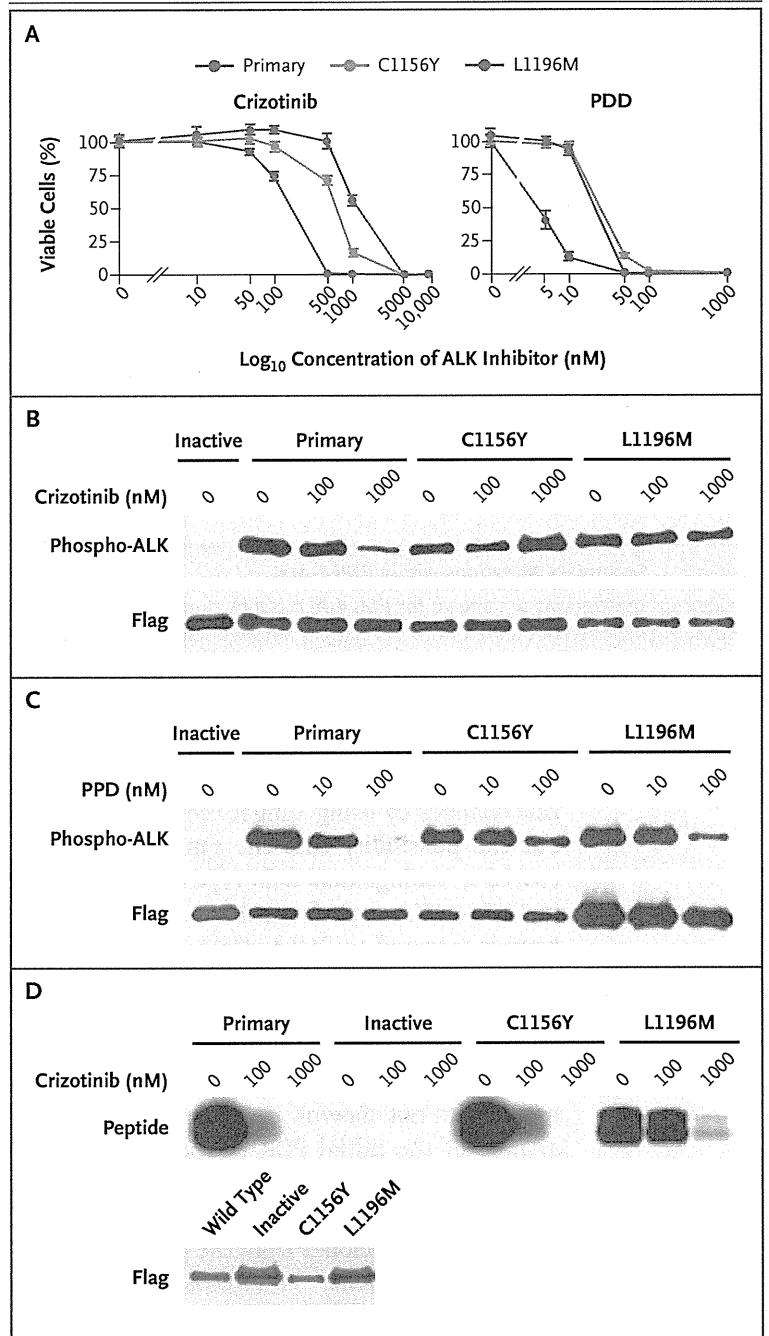 A
Primary C1156Y L1196M
Crizotinib PDD
Viable Cells (%)
100
75
50
25
0
0 10 50 100 500 1000 5000 10,000
100
75
50
25
0
0 5 10 50 100 1000
Log10 Concentration of ALK Inhibitor (nM)
B
Inactive Primary C1156Y L1196M
Crizotinib (nM) 0 0 100 1000 0 100 1000 0 100 1000
Phospho-ALK
Flag
C
Inactive Primary C1156Y L1196M
PPD (nM) 0 0 10 100 0 10 100 0 10 100
Phospho-ALK
Flag
D
Primary Inactive C1156Y L1196M
Crizotinib (nM) 0 100 1000 0 100 1000 0 100 1000 0 100 1000
Peptide
Wild Type Inactive C1156Y L1196M
Flag